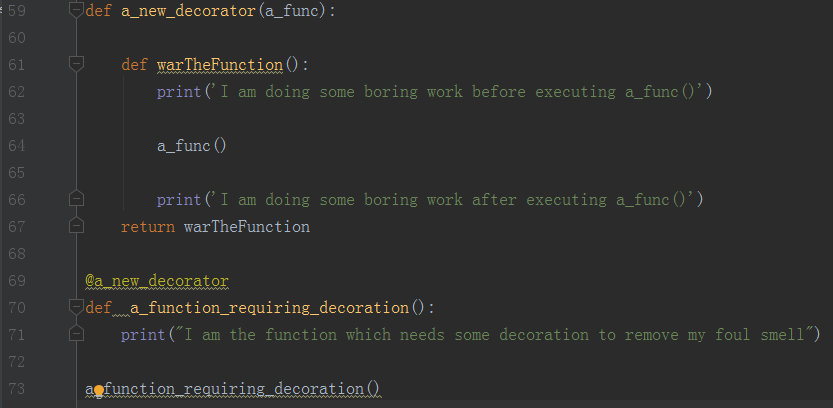 59 def a_new_decorator(a_func):
60
61 def warTheFunction():
62 print('I am doing some boring work before executing a_func()')
63
64 a_func()
65
66 print('I am doing some boring work after executing a_func()')
67 return warTheFunction
68
69 @a_new_decorator
70 def  a_function_requiring_decoration():
71 print("I am the function which needs some decoration to remove my foul smell")
72
73 a_function_requiring_decoration()